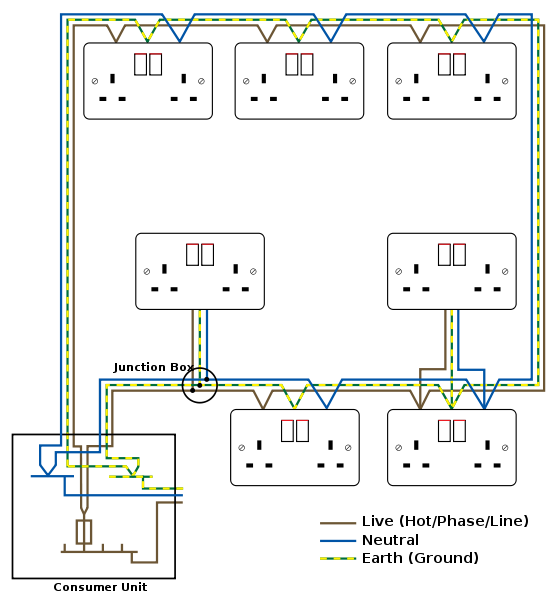 Junction Box
Live (Hot/Phase/Line)
Neutral
Earth (Ground)
Consumer Unit